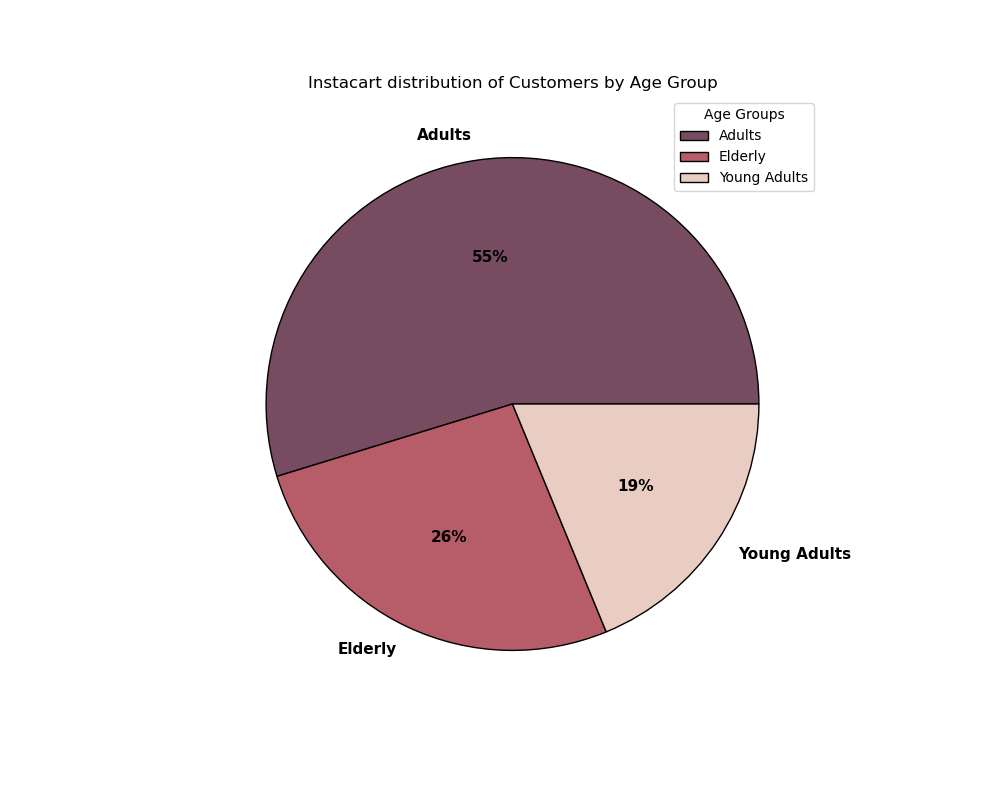 Instacart distribution of Customers by Age Group
Age Groups
Adults
Elderly
Young Adults
Adults
55%
19%
26%
Young Adults
Elderly